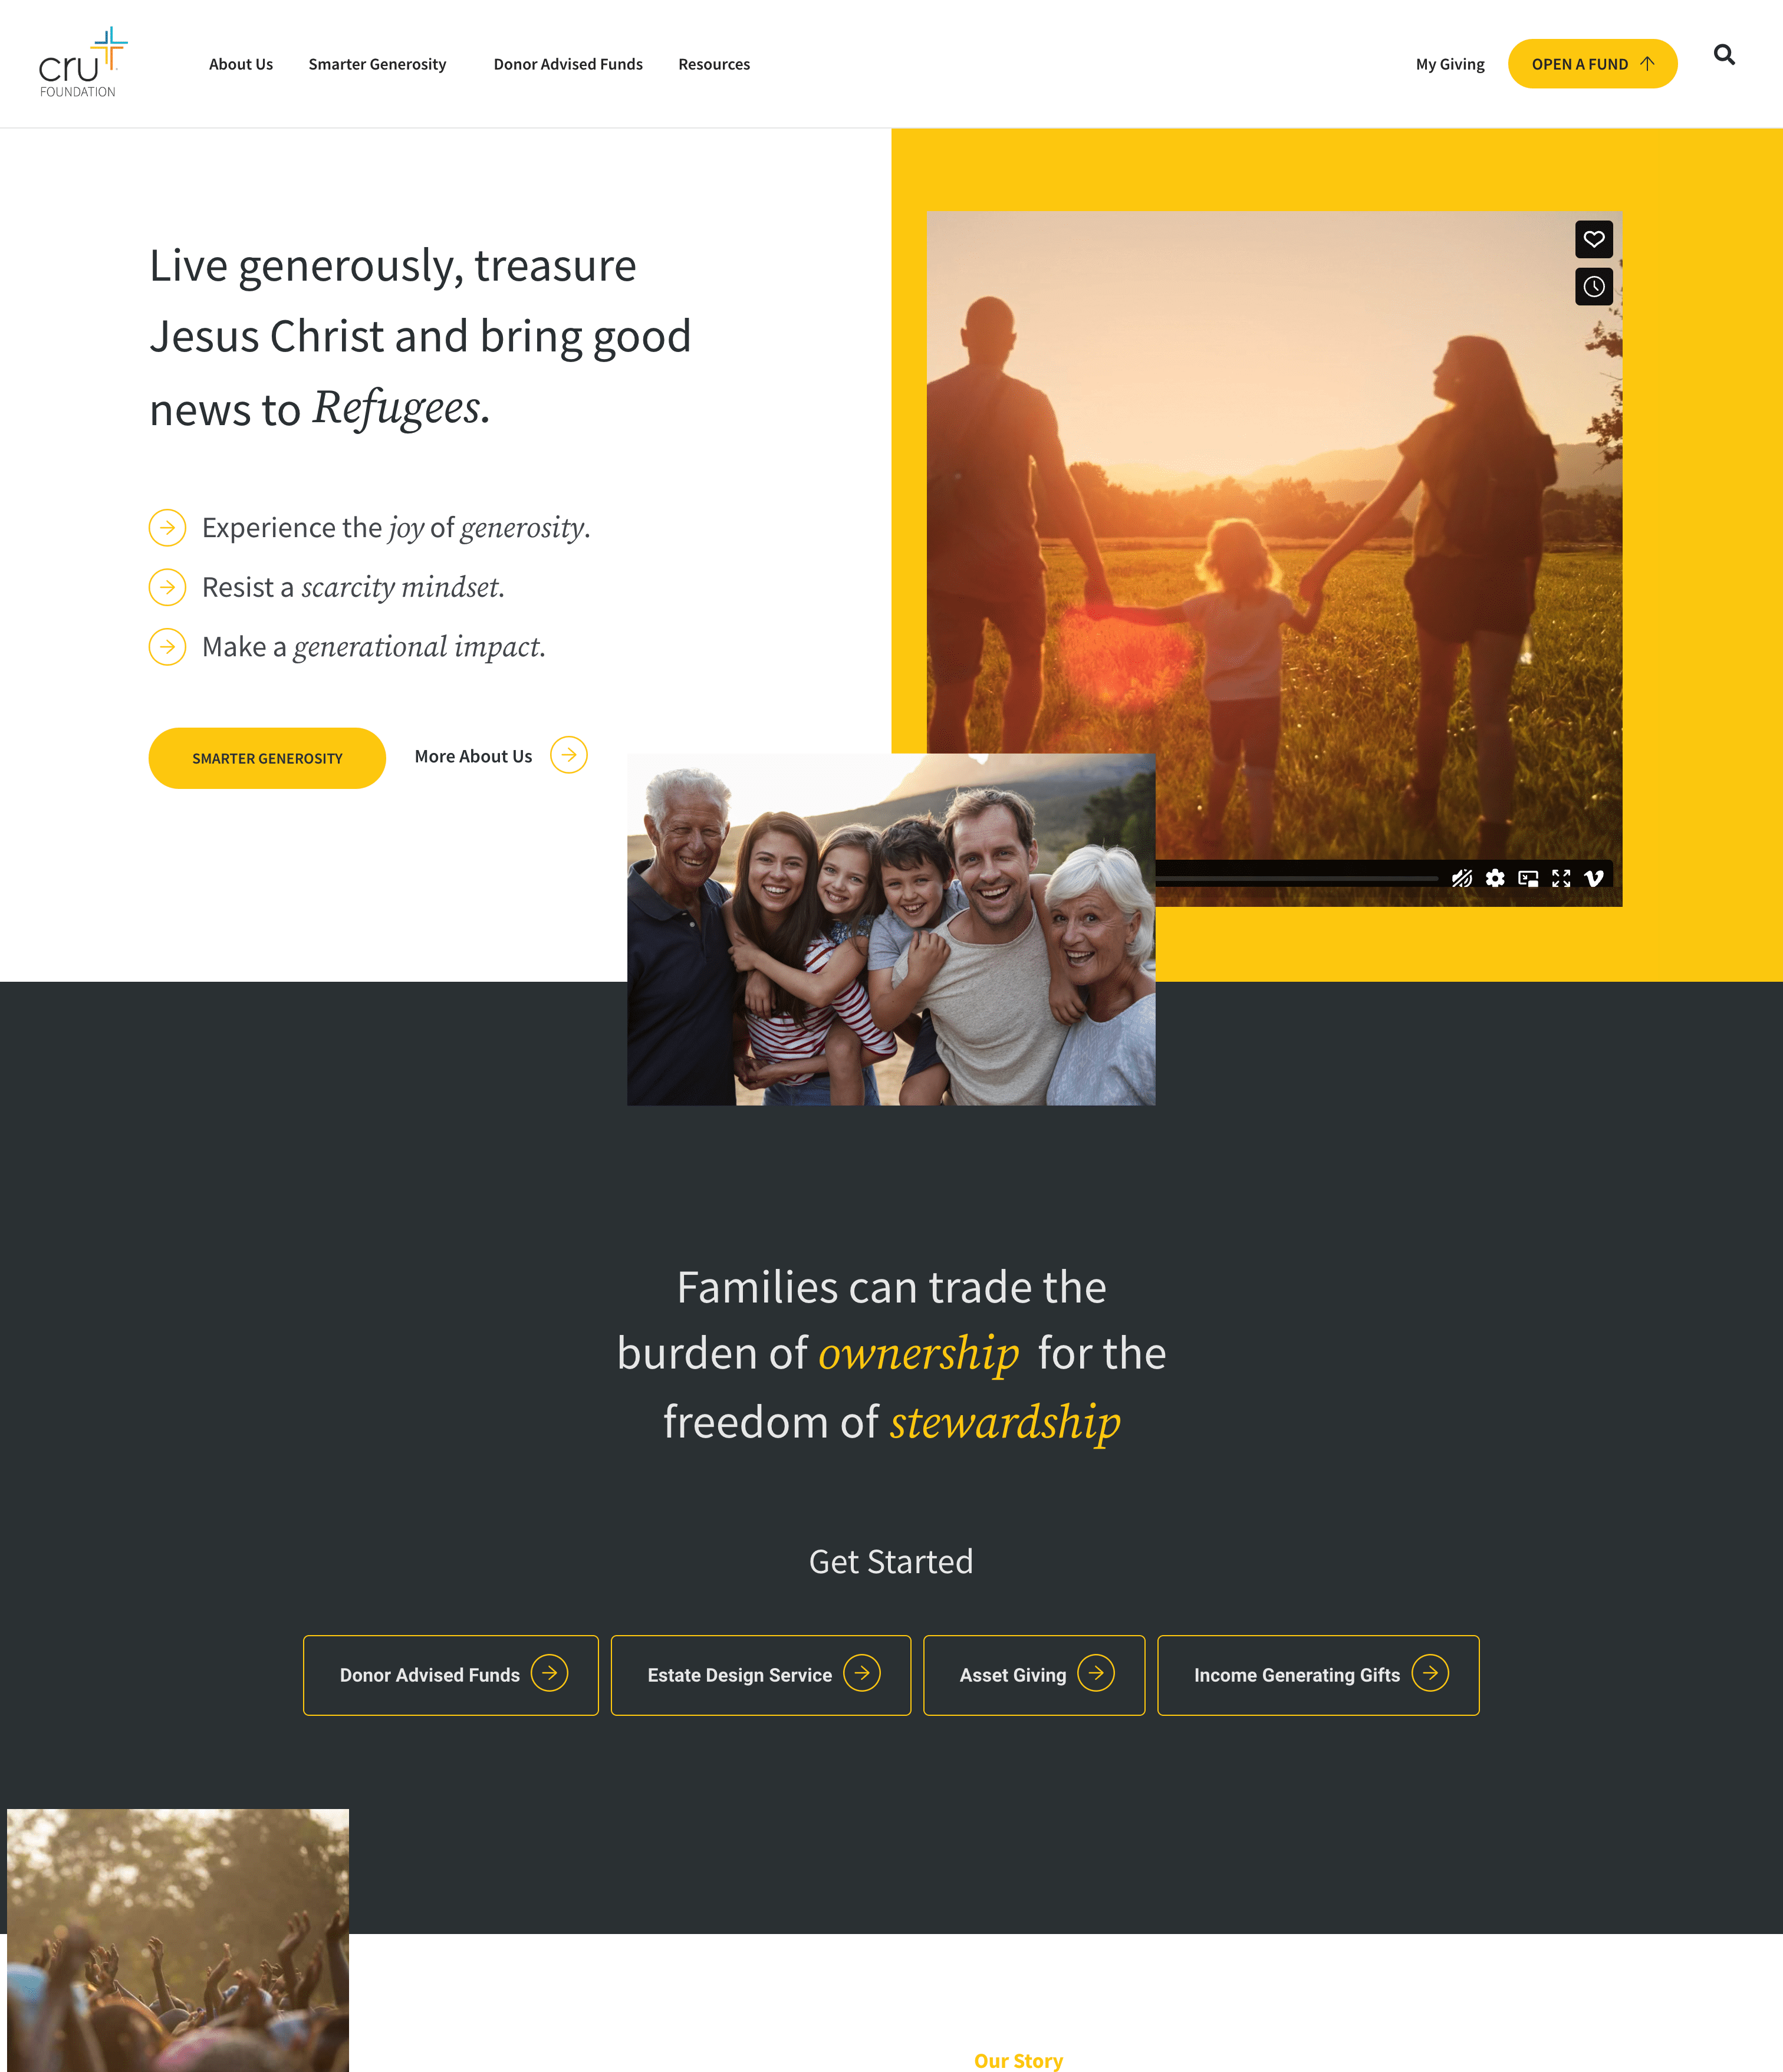 cru
FOUNDATION
About Us
Smarter Generosity
Donor Advised Funds
Resources
My Giving
OPEN A FUND
Live generously, treasure
Jesus Christ and bring good
news to Refugees.
Experience the joy of generosity.
Resist a scarcity mindset.
Make a generational impact.
SMARTER GENEROSITY
More About Us
Families can trade the
burden of ownership for the
freedom of stewardship
Get Started
Donor Advised Funds
Estate Design Service
Asset Giving
Income Generating Gifts
Our Story